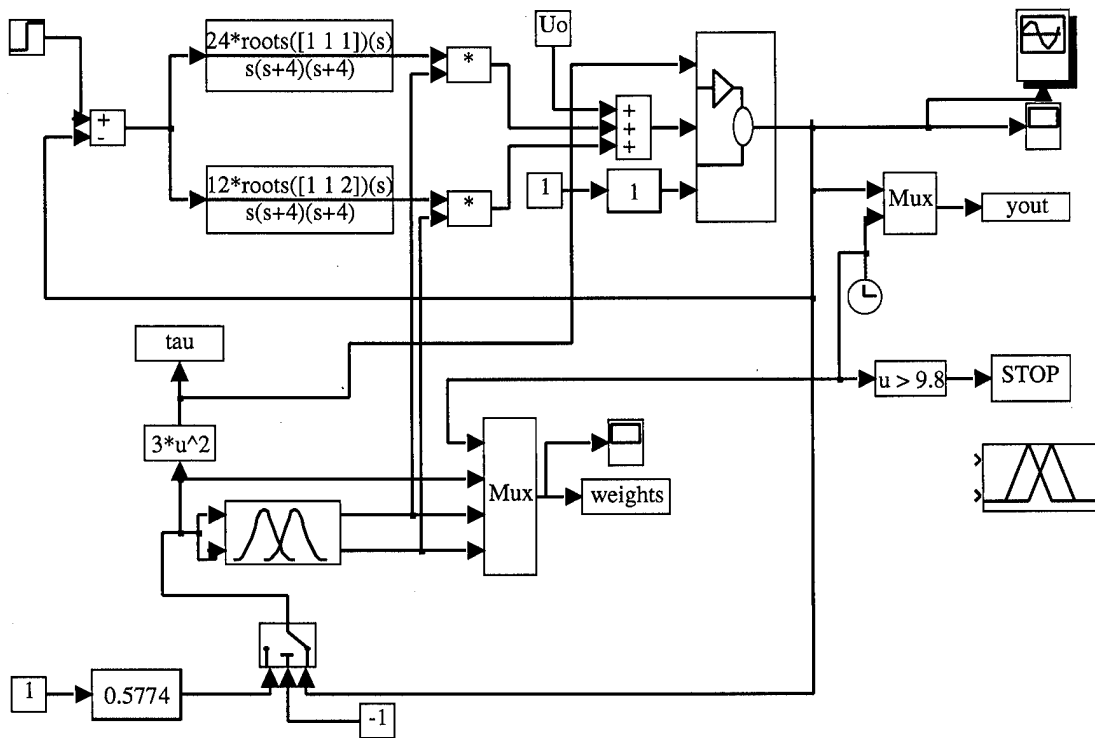 24*roots([1 1 1])(s)
s(s+4)(s+4)
*
Uo
+
-
+
+
+
12*roots([1 1 2])(s)
s(s+4)(s+4)
*
1
1
Mux
yout
tau
u > 9.8
STOP
3*u^2
Mux
weights
1
0.5774
-1